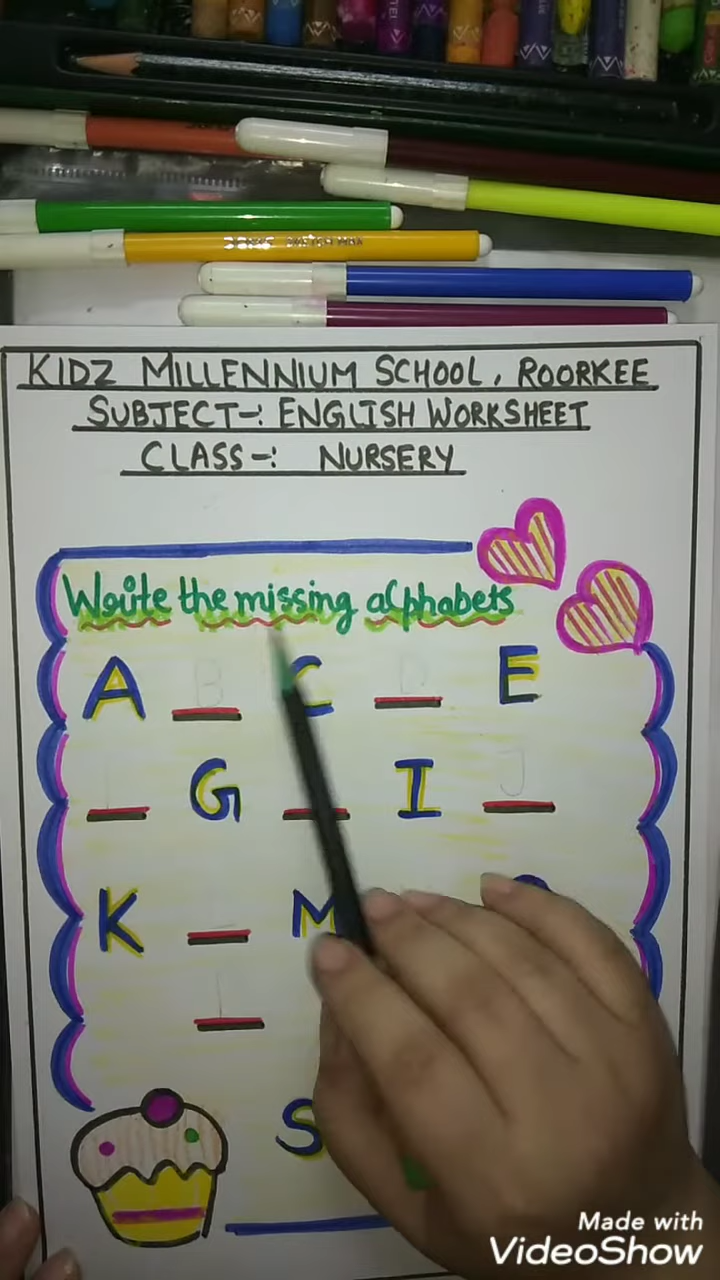 KIDZ MILLENNIUM SCHOOL, ROORKEE
SUBJECT-: ENGLISH WORKSHEET
CLASS-: NURSERY
Write the missing alphabets
A B C D E
G I J
K M
S
Made with
VideoShow